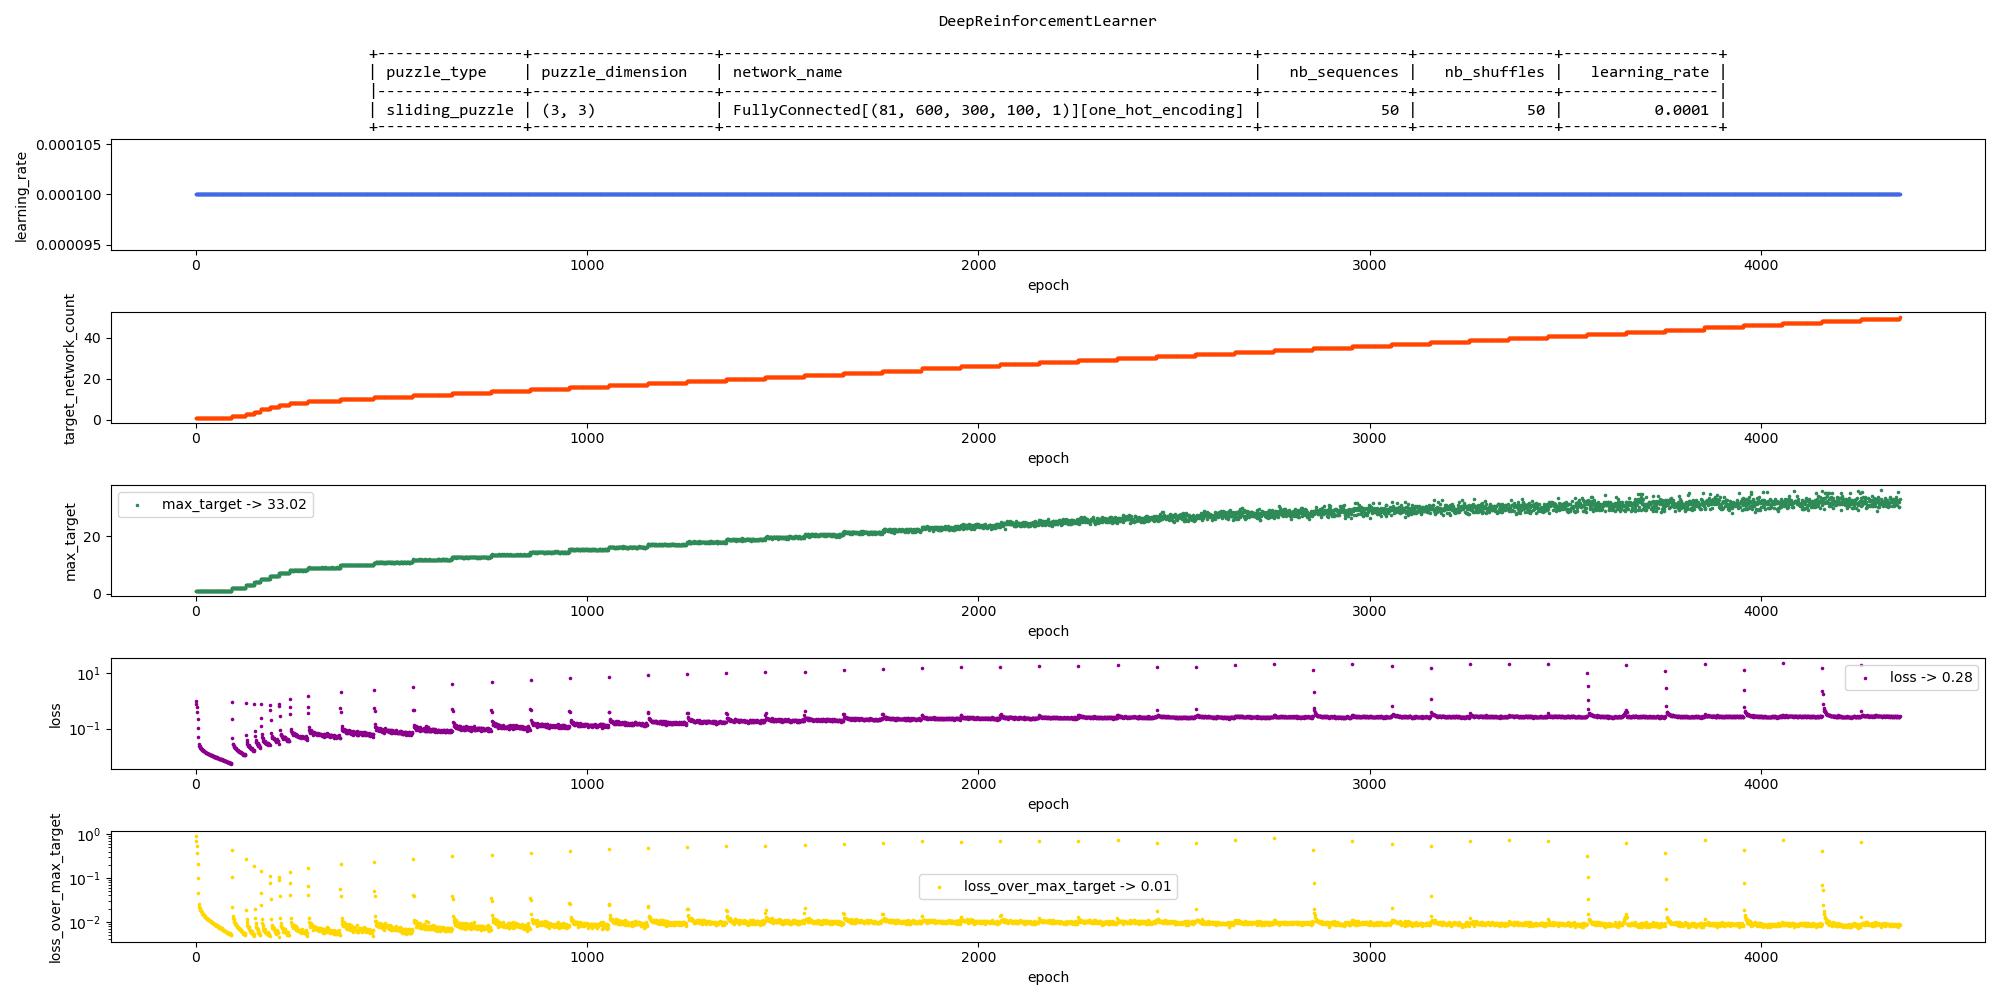 DeepReinforcementLearner
+----------------+--------------------+----------------------------------------------------------+----------------+---------------+-----------------+
| puzzle_type | puzzle_dimension | network_name | nb_sequences | nb_shuffles | learning_rate |
|----------------+--------------------+----------------------------------------------------------+----------------+---------------+-----------------|
| sliding_puzzle | (3, 3) | FullyConnected[(81, 600, 300, 100, 1)][one_hot_encoding] | 50 | 50 | 0.0001 |
+----------------+--------------------+----------------------------------------------------------+----------------+---------------+-----------------+
learning_rate
0.000105
0.000100
0.000095
0 1000 2000 3000 4000
epoch
target_network_count
40
20
0
0 1000 2000 3000 4000
epoch
max_target
max_target -> 33.02
20
0
0 1000 2000 3000 4000
epoch
loss
10¹
10⁻¹
loss -> 0.28
0 1000 2000 3000 4000
epoch
loss_over_max_target
10⁰
10⁻¹
10⁻²
loss_over_max_target -> 0.01
0 1000 2000 3000 4000
epoch